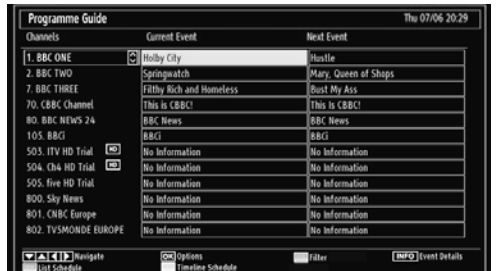 Programme Guide Thu 07/06 20:29
Channels Current Event Next Event
1. BBC ONE Holby City Hustle
2. BBC TWO Springwatch Mary, Queen of Shops
7. BBC THREE Filthy Rich and Homeless Bust My Ass
70. CBBC Channel This is CBBC! This Is CBBC!
80. BBC NEWS 24 BBC News BBC News
105. BBCi BBCi BBCi
503. ITV HD Trial HD No Information No Information
504. Ch4 HD Trial HD No Information No Information
505. five HD Trial No Information No Information
800. Sky News No Information No Information
801. CNBC Europe No Information No Information
802. TV5MONDE EUROPE No Information No Information
Navigate OK Options Filter INFO Event Details
List Schedule Timeline Schedule